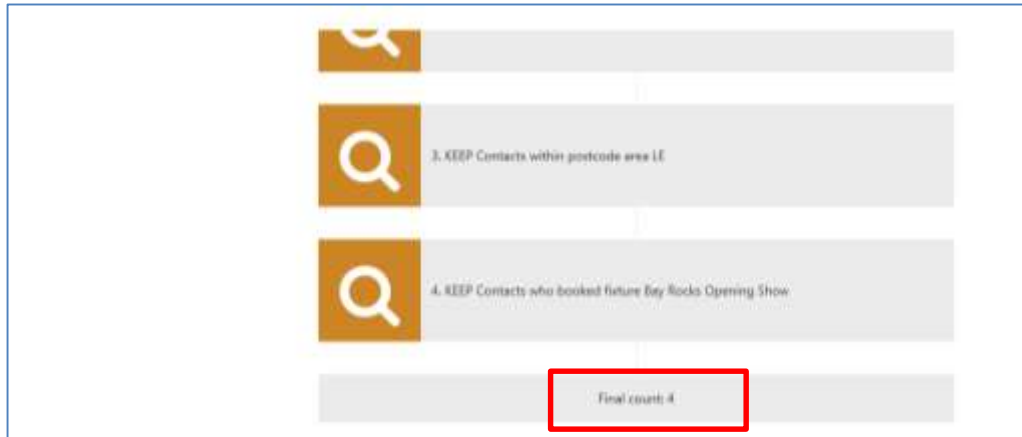 3. KEEP Contacts within postcode area LE
4. KEEP Contacts who booked fixture Bay Rocks Opening Show
Final count: 4